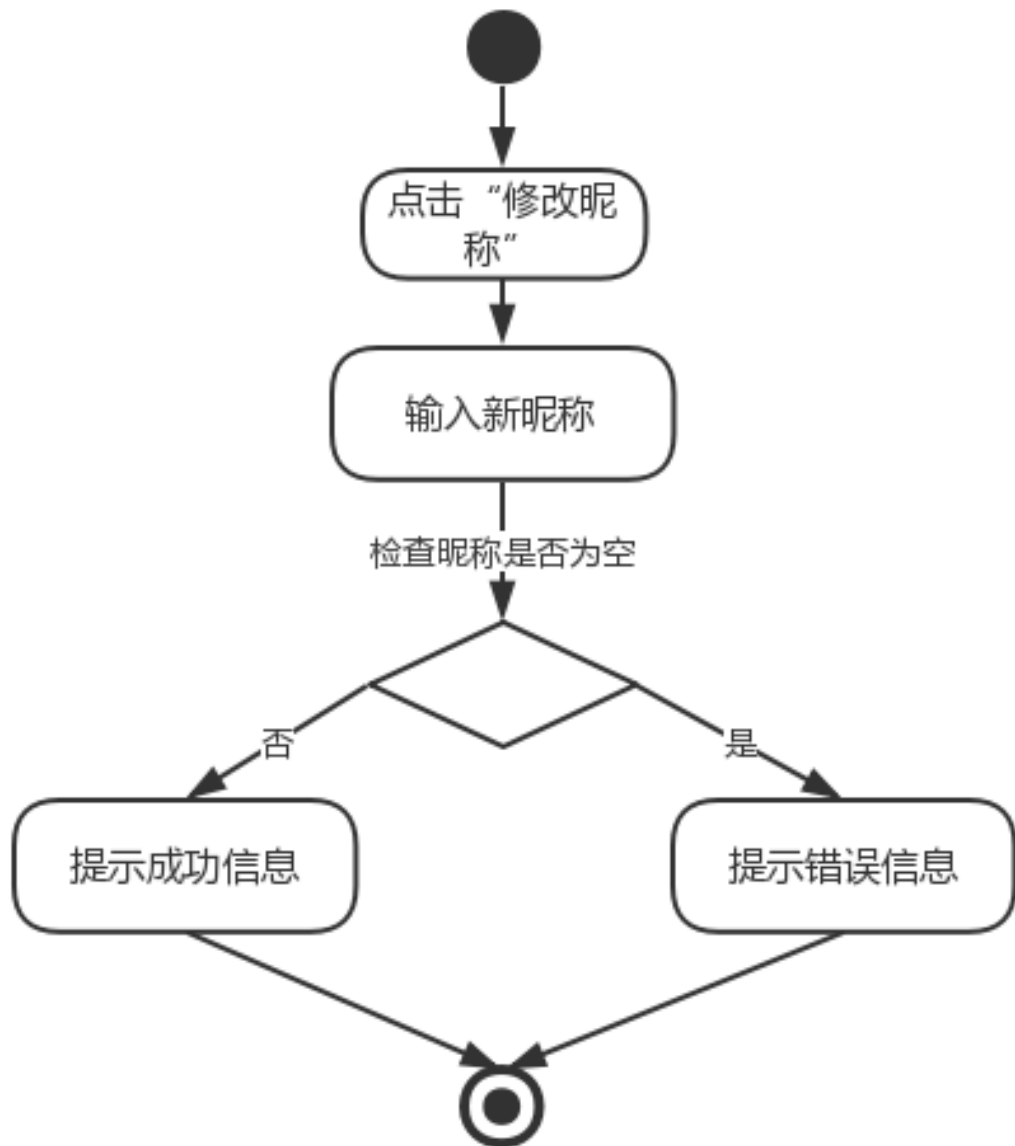 点击“修改昵
称”
输入新昵称
检查昵称是否为空
否
是
提示成功信息
提示错误信息